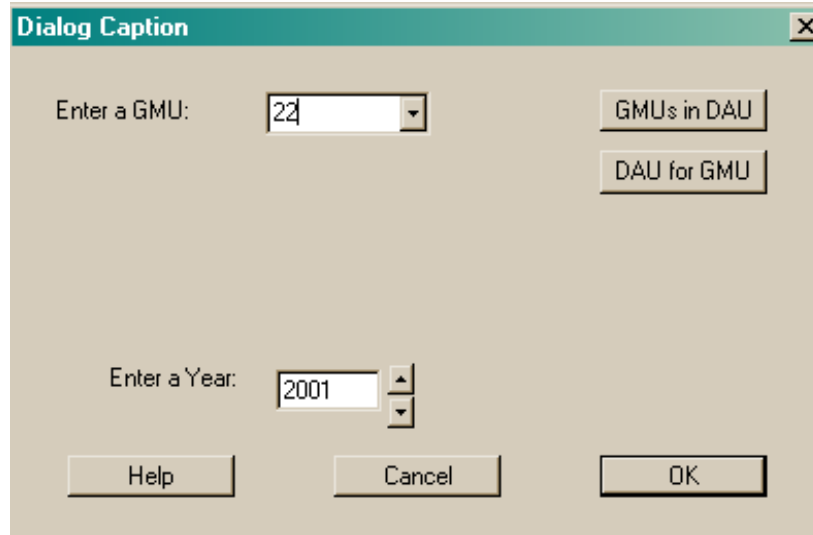 Dialog Caption
Enter a GMU: 22 GMUs in DAU
DAU for GMU
Enter a Year: 2001
Help Cancel OK